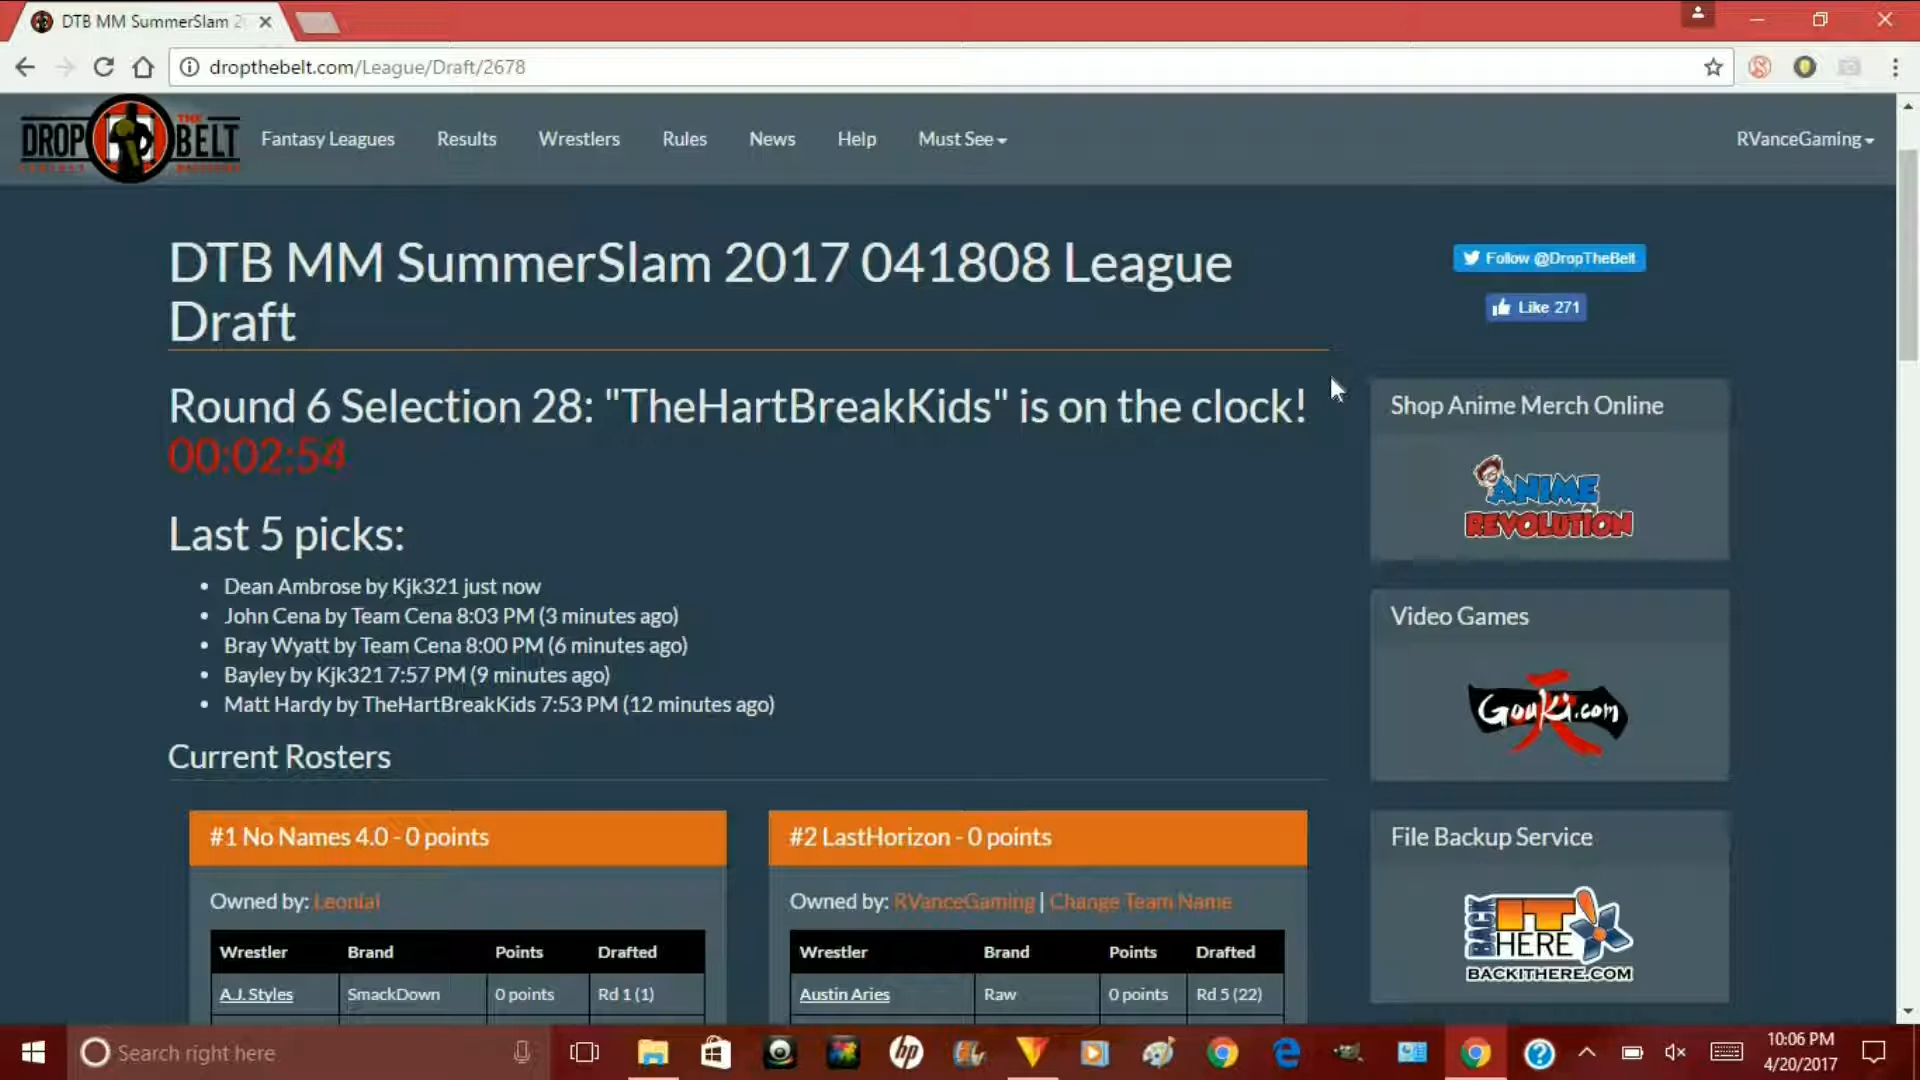 DTB MM SummerSlam 2
dropthebelt.com/League/Draft/2678
DROP THE BELT
Fantasy Leagues
Results
Wrestlers
Rules
News
Help
Must See
RVanceGaming
DTB MM SummerSlam 2017 041808 League
Draft
Follow @DropTheBelt
Like 271
Round 6 Selection 28: "TheHartBreakKids" is on the clock!
00:02:54
Last 5 picks:
Dean Ambrose by Kjk321 just now
John Cena by Team Cena 8:03 PM (3 minutes ago)
Bray Wyatt by Team Cena 8:00 PM (6 minutes ago)
Bayley by Kjk321 7:57 PM (9 minutes ago)
Matt Hardy by TheHartBreakKids 7:53 PM (12 minutes ago)
Current Rosters
#1 No Names 4.0 - 0 points
Owned by: Leonial
Wrestler Brand Points Drafted
A.J. Styles SmackDown 0 points Rd 1 (1)
#2 LastHorizon - 0 points
Owned by: RVanceGaming | Change Team Name
Wrestler Brand Points Drafted
Austin Aries Raw 0 points Rd 5 (22)
Shop Anime Merch Online
ANIME
REVOLUTION
Video Games
Gouki.com
File Backup Service
BACK IT HERE
BACKITHERE.COM
Search right here
10:06 PM
4/20/2017